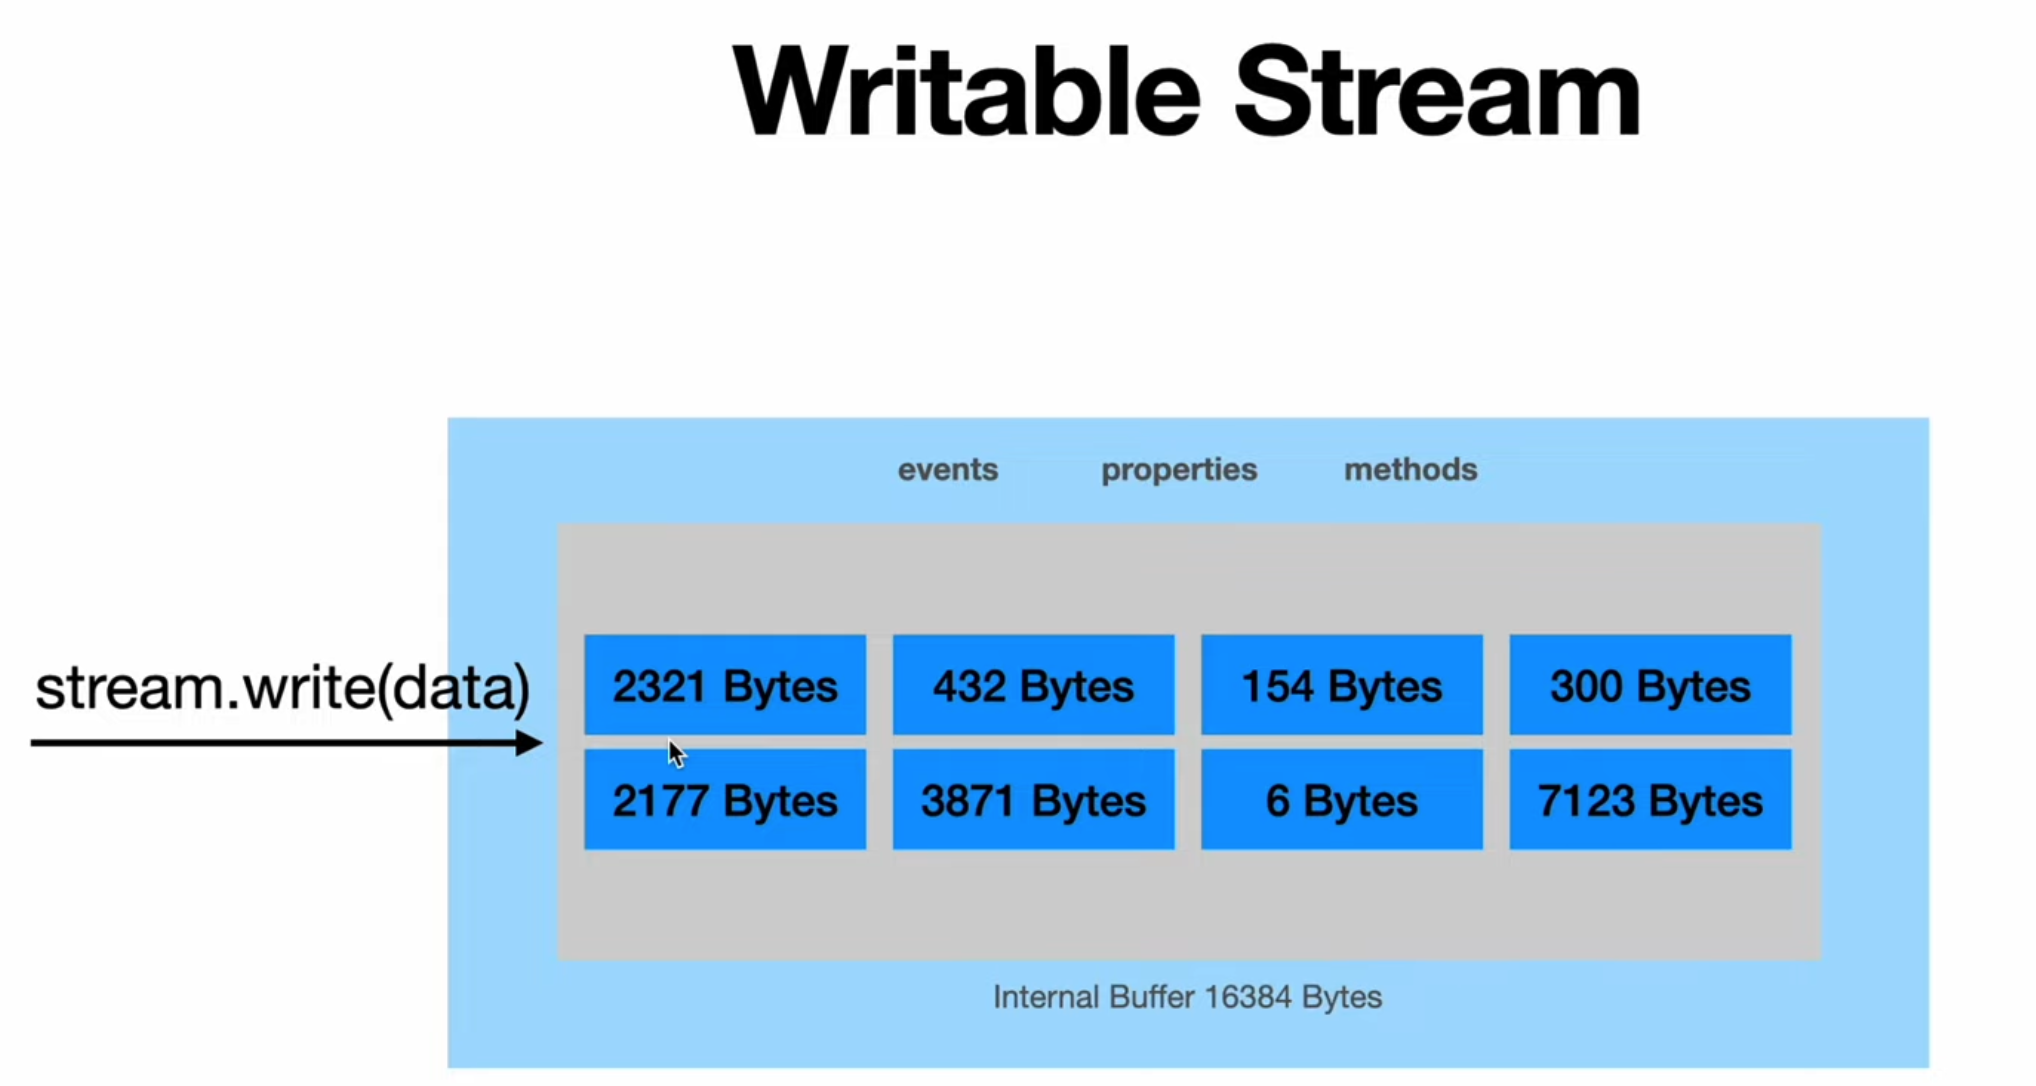 Writable Stream
events properties methods
stream.write(data)
2321 Bytes 432 Bytes 154 Bytes 300 Bytes
2177 Bytes 3871 Bytes 6 Bytes 7123 Bytes
Internal Buffer 16384 Bytes